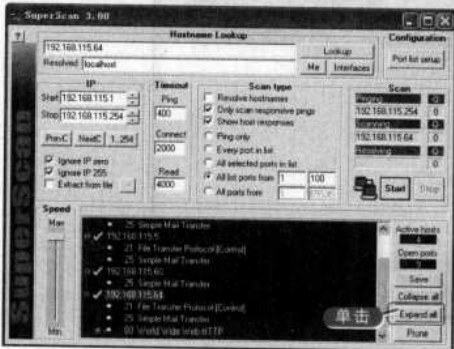 SuperScan 3.00
Hostname Lookup
192.168.115.64
Lookup
Resolved localhost
Me Interfaces
Configuration
Port list setup
IP
Start 192.168.115.1
Stop 192.168.115.254
PrevC NextC 1..254
Ignore IP zero
Ignore IP 255
Extract from file
Timeout
Ping
400
Connect
2000
Read
4000
Scan type
Resolve hostnames
Only scan responsive pings
Show host responses
Ping only
Every port in list
All selected ports in list
All list ports from 1 100
All ports from 1 65535
Scan
Pinging 0
192.168.115.254 0
Scanning 0
192.168.115.64 0
Resolving 0
0
Start Stop
Speed
Max
Min
25 Simple Mail Transfer
192.168.115.5
21 File Transfer Protocol [Control]
25 Simple Mail Transfer
192.168.115.60
25 Simple Mail Transfer
192.168.115.64
21 File Transfer Protocol [Control]
25 Simple Mail Transfer
80 World Wide Web HTTP
Active hosts
4
Open ports
Save
Collapse all
Expand all
Prune
单击
SuperScan